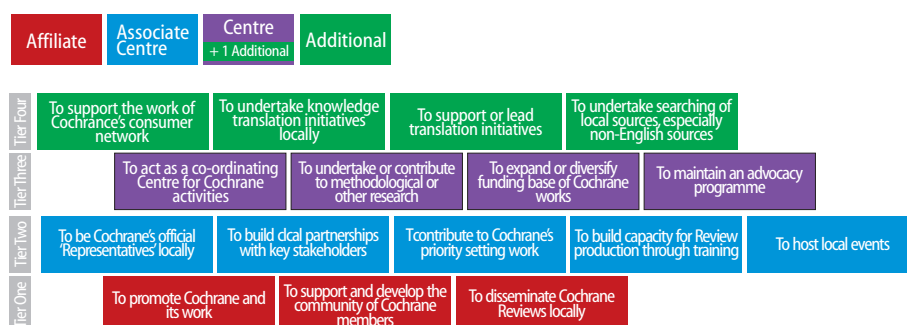 Affiliate
Associate
Centre
Centre
+ 1 Additional
Additional
Tier Four
To support the work of
Cochrance's consumer
network
To undertake knowledge
translation initiatives
locally
To support or lead
translation initiatives
To undertake searching of
local sources, especially
non-English sources
Tier Three
To act as a co-ordinating
Centre for Cochrane
activities
To undertake or contribute
to methodological or
other research
To expand or diversify
funding base of Cochrane
works
To maintain an advocacy
programme
Tier Two
To be Cochrane's official
'Representatives' locally
To build clcal partnerships
with key stakeholders
Tcontribute to Cochrane's
priority setting work
To build capacity for Review
production through training
To host local events
Tier One
To promote Cochrane and
its work
To support and develop the
community of Cochrane
members
To disseminate Cochrane
Reviews locally